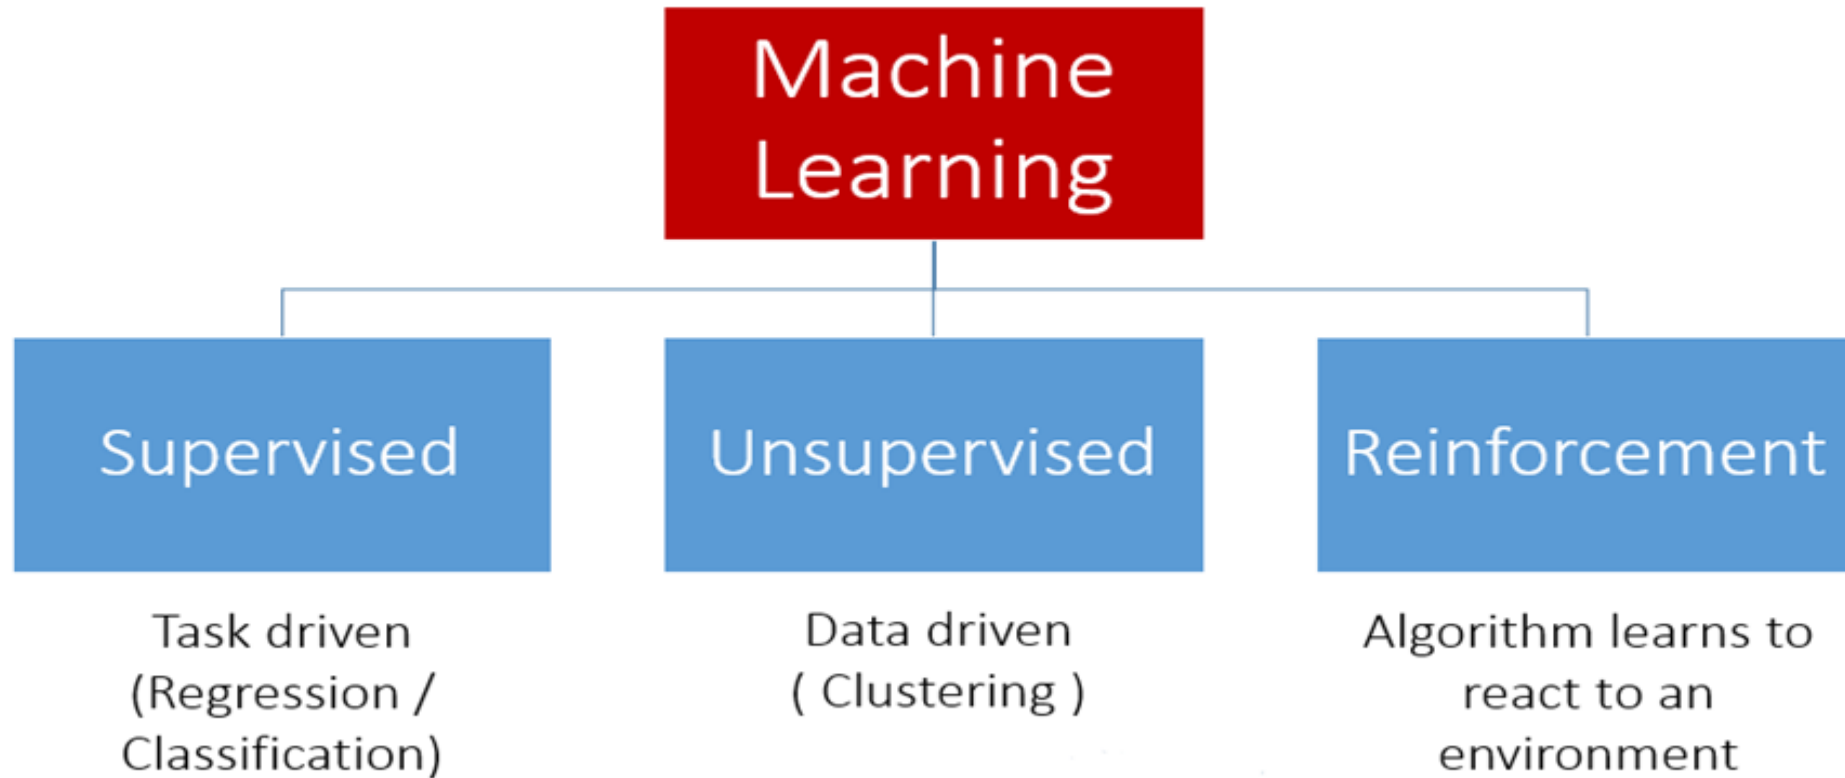 Machine
Learning
Supervised
Unsupervised
Reinforcement
Task driven
(Regression /
Classification)
Data driven
( Clustering )
Algorithm learns to
react to an
environment